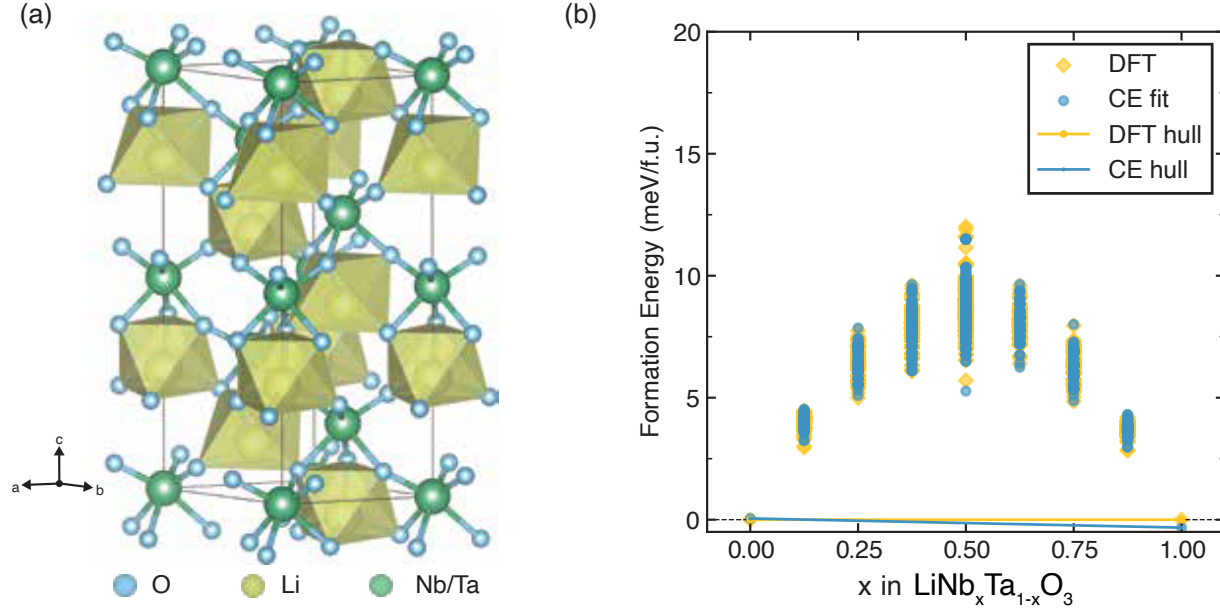 (a)
c
a
b
O
Li
Nb/Ta
(b)
Formation Energy (meV/f.u.)
20
15
10
5
0
DFT
CE fit
DFT hull
CE hull
0.00
0.25
0.50
0.75
1.00
x in LiNbₓTa₁₋ₓO₃